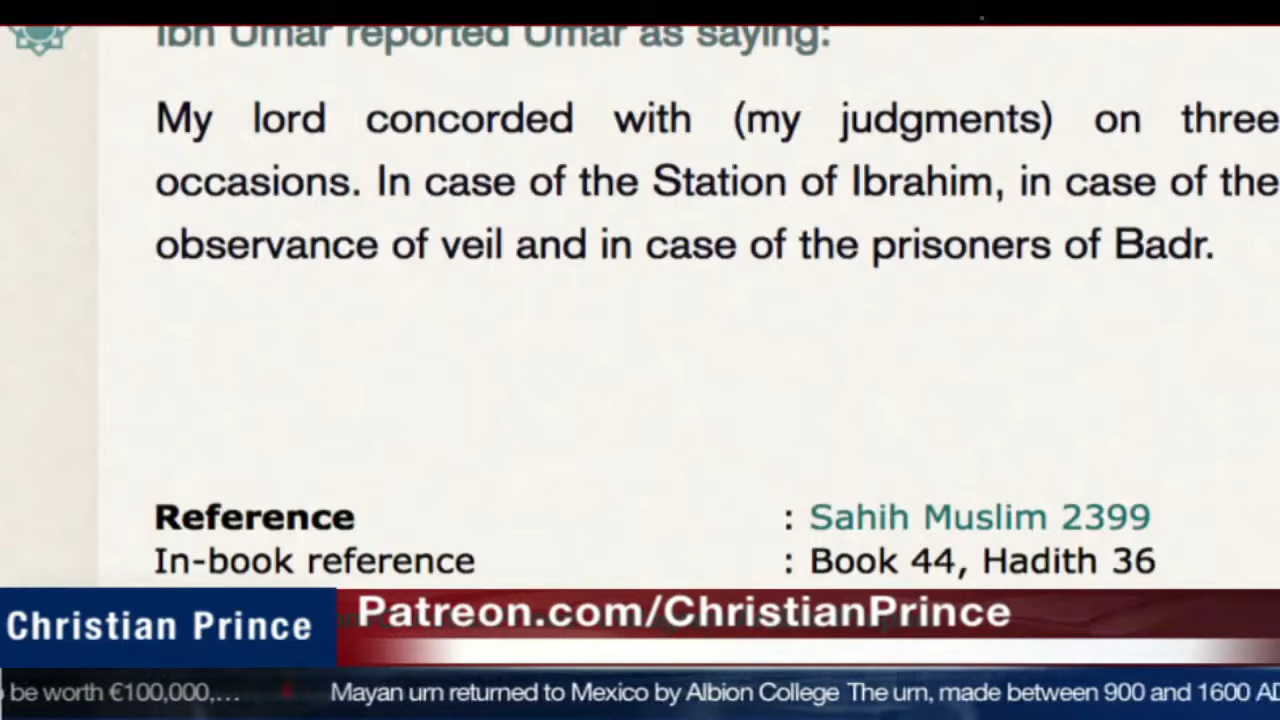 Ibn Umar reported Umar as saying:
My lord concorded with (my judgments) on three
occasions. In case of the Station of Ibrahim, in case of the
observance of veil and in case of the prisoners of Badr.
Reference : Sahih Muslim 2399
In-book reference : Book 44, Hadith 36
Christian Prince
Patreon.com/ChristianPrince
be worth €100,000,... Mayan urn returned to Mexico by Albion College The urn, made between 900 and 1600 AD